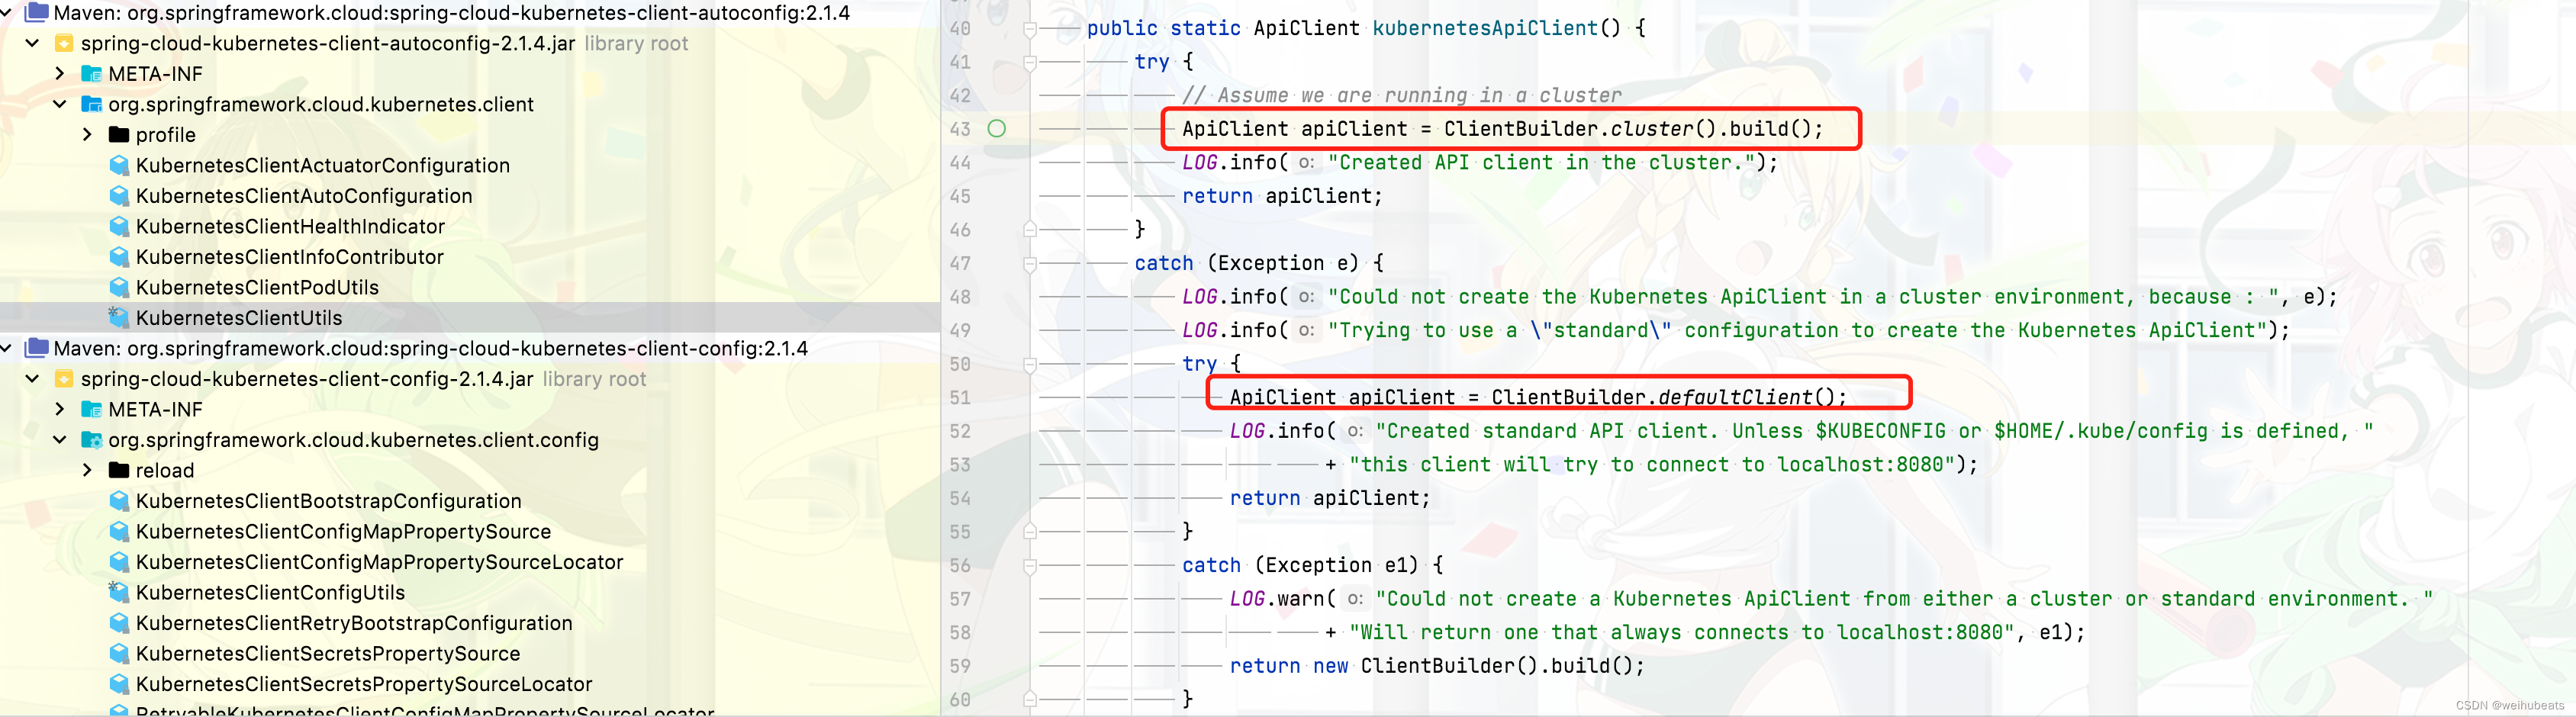 Maven: org.springframework.cloud:spring-cloud-kubernetes-client-autoconfig:2.1.4
spring-cloud-kubernetes-client-autoconfig-2.1.4.jar library root
META-INF
org.springframework.cloud.kubernetes.client
profile
KubernetesClientActuatorConfiguration
KubernetesClientAutoConfiguration
KubernetesClientHealthIndicator
KubernetesClientInfoContributor
KubernetesClientPodUtils
KubernetesClientUtils
Maven: org.springframework.cloud:spring-cloud-kubernetes-client-config:2.1.4
spring-cloud-kubernetes-client-config-2.1.4.jar library root
META-INF
org.springframework.cloud.kubernetes.client.config
reload
KubernetesClientBootstrapConfiguration
KubernetesClientConfigMapPropertySource
KubernetesClientConfigMapPropertySourceLocator
KubernetesClientConfigUtils
KubernetesClientRetryBootstrapConfiguration
KubernetesClientSecretsPropertySource
KubernetesClientSecretsPropertySourceLocator
RetryableKubernetesClientConfigMapPropertySourceLocator
40 public static ApiClient kubernetesApiClient() {
41 try {
42 // Assume we are running in a cluster
43 ApiClient apiClient = ClientBuilder.cluster().build();
44 LOG.info( o: "Created API client in the cluster.");
45 return apiClient;
46 }
47 catch (Exception e) {
48 LOG.info( o: "Could not create the Kubernetes ApiClient in a cluster environment, because : ", e);
49 LOG.info( o: "Trying to use a \"standard\" configuration to create the Kubernetes ApiClient");
50 try {
51 ApiClient apiClient = ClientBuilder.defaultClient();
52 LOG.info( o: "Created standard API client. Unless $KUBECONFIG or $HOME/.kube/config is defined, "
53 + "this client will try to connect to localhost:8080");
54 return apiClient;
55 }
56 catch (Exception e1) {
57 LOG.warn( o: "Could not create a Kubernetes ApiClient from either a cluster or standard environment. "
58 + "Will return one that always connects to localhost:8080", e1);
59 return new ClientBuilder().build();
60 }
CSDN @weihubeats